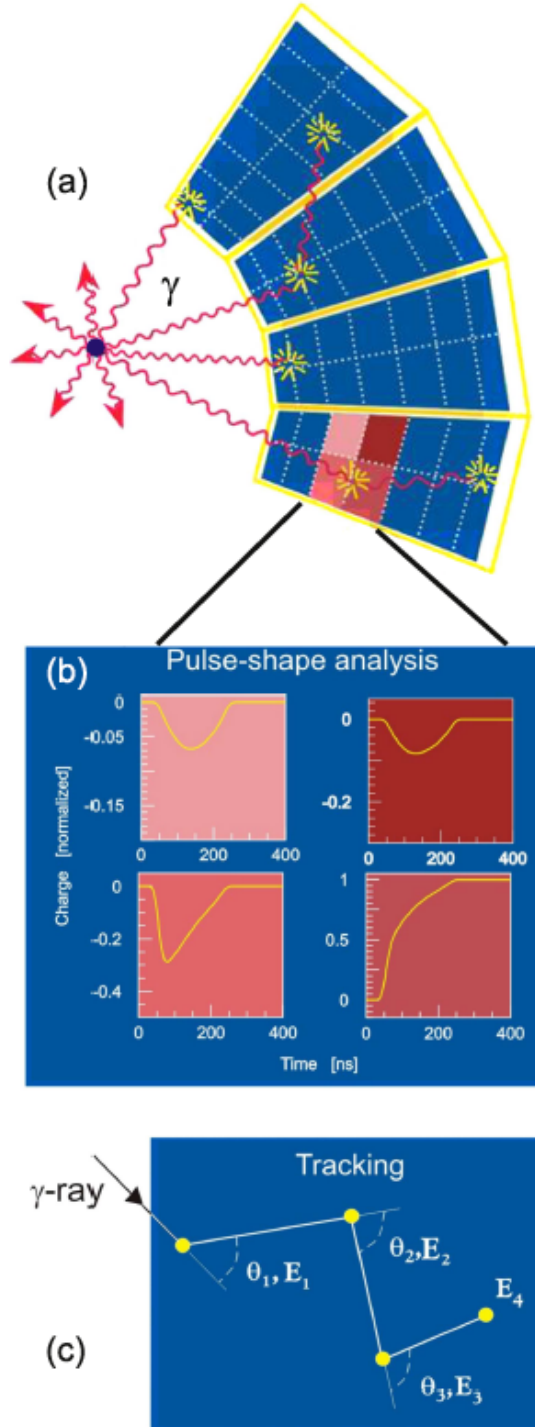 (a)
γ
(b)
Pulse-shape analysis
Charge [normalized]
0
-0.05
-0.15
0 200 400
0
-0.2
0 200 400
0
-0.2
-0.4
0 200 400
1
0.5
0
0 200 400
Time [ns]
Tracking
γ-ray
θ₁, E₁
θ₂, E₂
E₄
θ₃, E₃
(c)